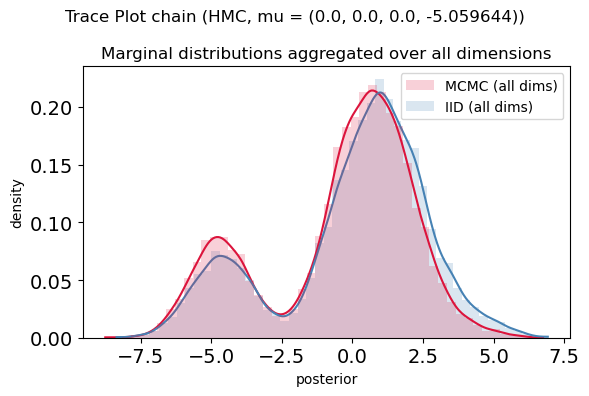 Trace Plot chain (HMC, mu = (0.0, 0.0, 0.0, -5.059644))
Marginal distributions aggregated over all dimensions
MCMC (all dims)
IID (all dims)
density
0.20
0.15
0.10
0.05
0.00
−7.5 −5.0 −2.5 0.0 2.5 5.0 7.5
posterior